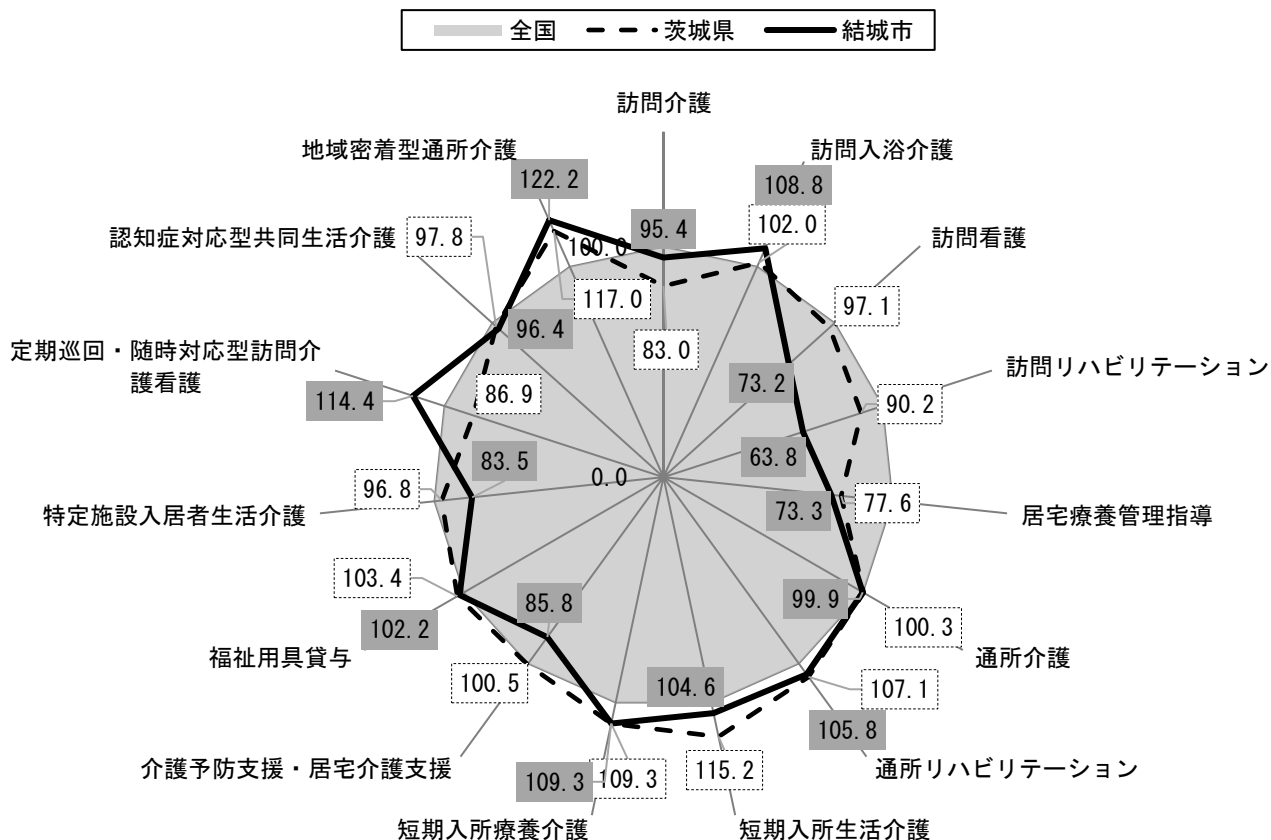 全国 茨城県 結城市
訪問介護
地域密着型通所介護
訪問入浴介護
122.2
108.8
認知症対応型共同生活介護
97.8
100.0
95.4
102.0
訪問看護
117.0
97.1
定期巡回・随時対応型訪問介
護看護
96.4
83.0
訪問リハビリテーション
114.4
86.9
73.2
90.2
83.5
0.0
63.8
特定施設入居者生活介護
96.8
73.3
77.6
居宅療養管理指導
103.4
102.2
85.8
99.9
100.3
福祉用具貸与
通所介護
100.5
104.6
107.1
105.8
介護予防支援・居宅介護支援
109.3
109.3
115.2
通所リハビリテーション
短期入所療養介護
短期入所生活介護